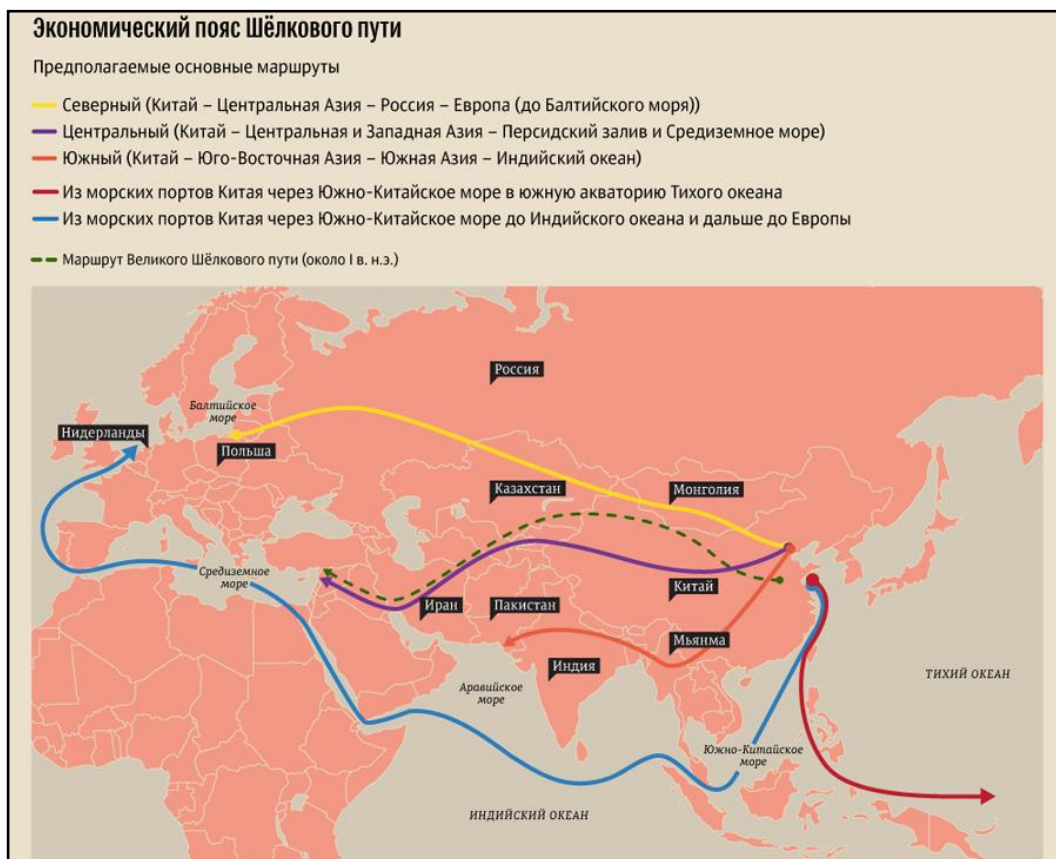 Экономический пояс Шёлкового пути
Предполагаемые основные маршруты
Северный (Китай – Центральная Азия – Россия – Европа (до Балтийского моря))
Центральный (Китай – Центральная и Западная Азия – Персидский залив и Средиземное море)
Южный (Китай – Юго-Восточная Азия – Южная Азия – Индийский океан)
Из морских портов Китая через Южно-Китайское море в южную акваторию Тихого океана
Из морских портов Китая через Южно-Китайское море до Индийского океана и дальше до Европы
Маршрут Великого Шёлкового пути (около I в. н.э.)
Россия
Балтийское
море
Нидерланды
Польша
Казахстан
Монголия
Средиземное
море
Иран
Пакистан
Китай
Мьянма
Индия
ТИХИЙ ОКЕАН
Аравийское
море
Южно-Китайское
море
ИНДИЙСКИЙ ОКЕАН